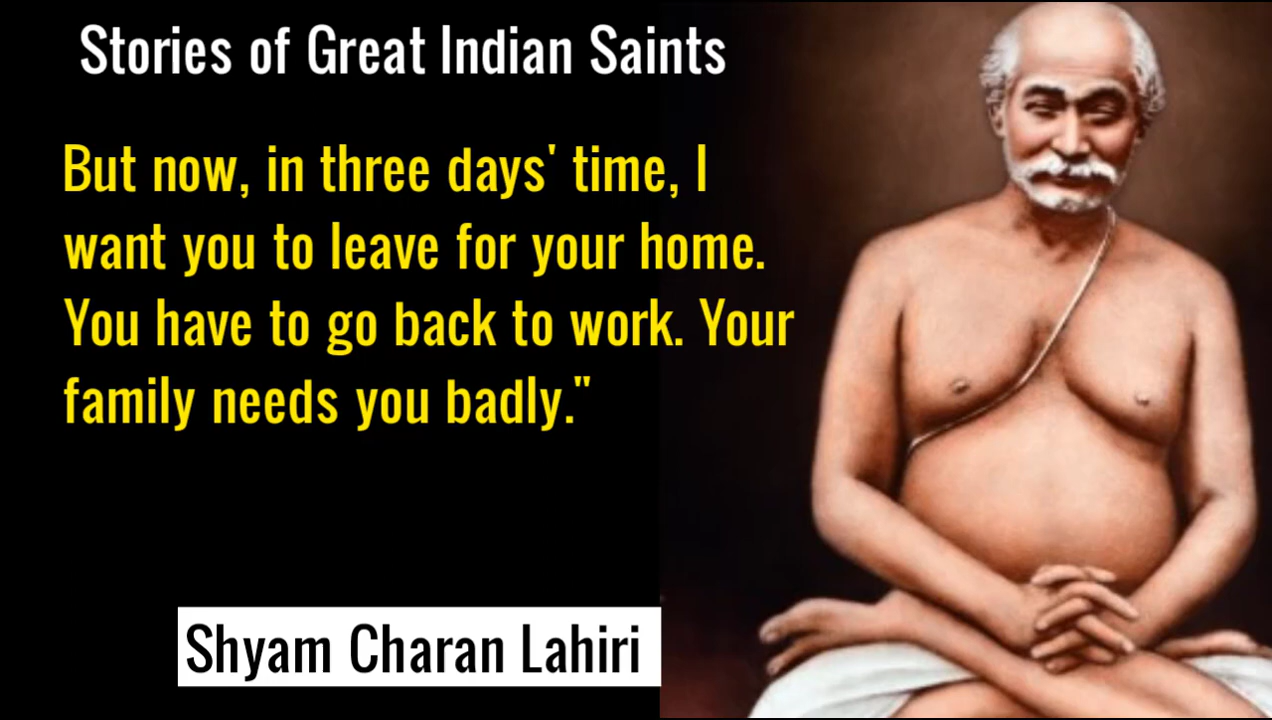 Stories of Great Indian Saints
But now, in three days' time, I
want you to leave for your home.
You have to go back to work. Your
family needs you badly."
Shyam Charan Lahiri